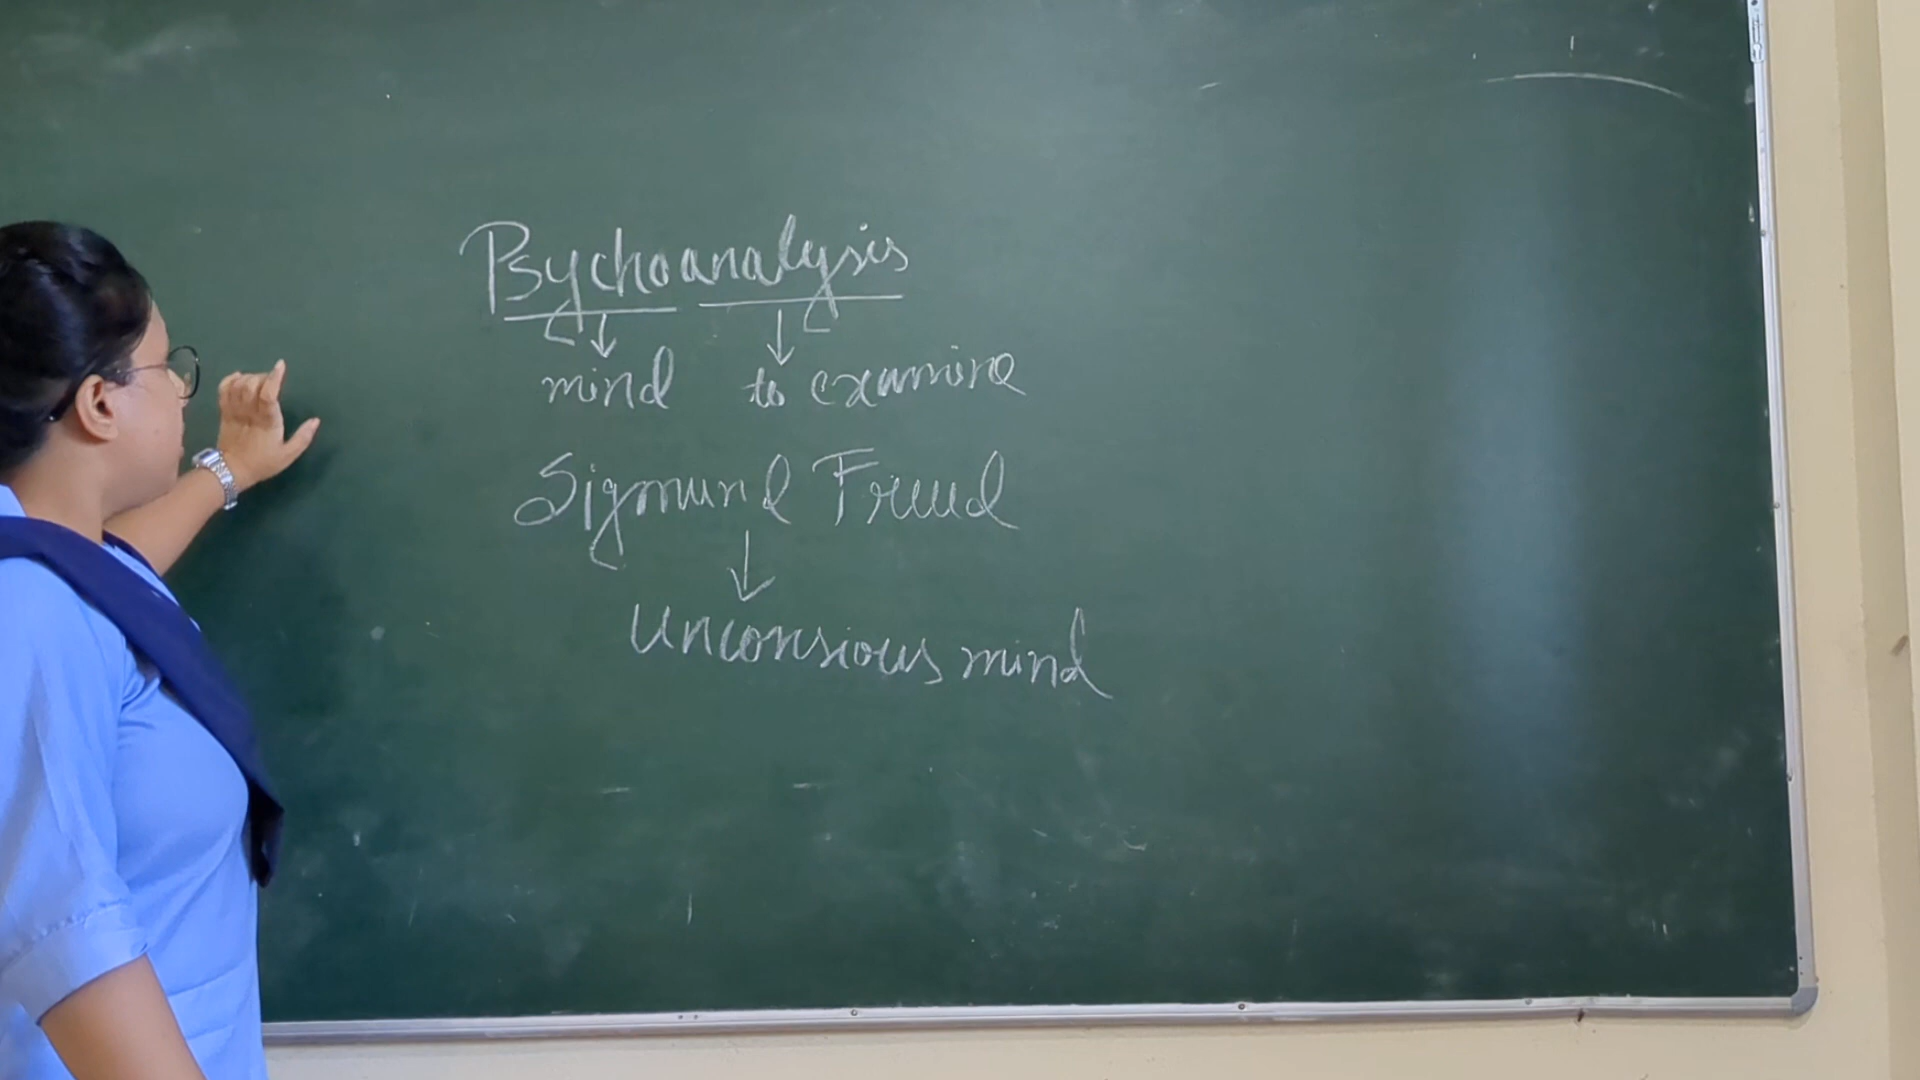 Psychoanalysis
mind to examine
Sigmund Freud
Unconsious mind